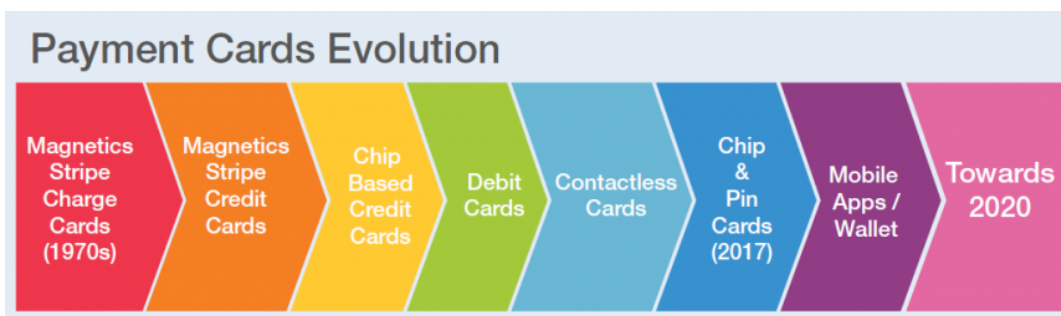 Payment Cards Evolution
Magnetics
Stripe
Charge
Cards
(1970s)
Magnetics
Stripe
Credit
Cards
Chip
Based
Credit
Cards
Debit
Cards
Contactless
Cards
Chip
&
Pin
Cards
(2017)
Mobile
Apps /
Wallet
Towards
2020